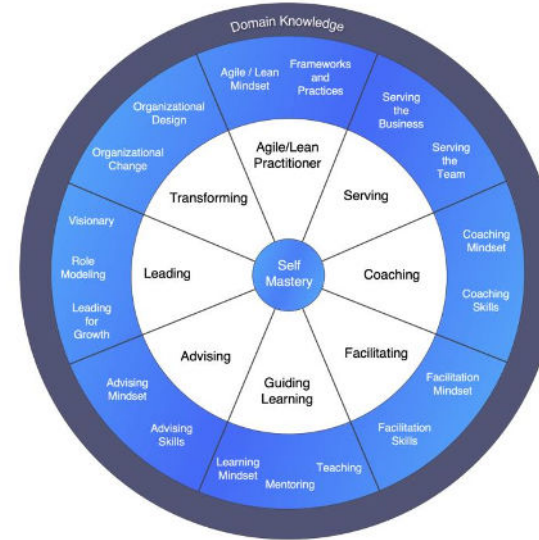 Domain Knowledge
Agile / Lean
Mindset
Frameworks
and
Practices
Serving
the
Business
Serving
the
Team
Coaching
Mindset
Coaching
Skills
Facilitation
Mindset
Facilitation
Skills
Teaching
Mentoring
Learning
Mindset
Advising
Skills
Advising
Mindset
Leading
for
Growth
Role
Modeling
Visionary
Organizational
Change
Organizational
Design
Agile/Lean
Practitioner
Serving
Coaching
Facilitating
Guiding
Learning
Advising
Leading
Transforming
Self
Mastery